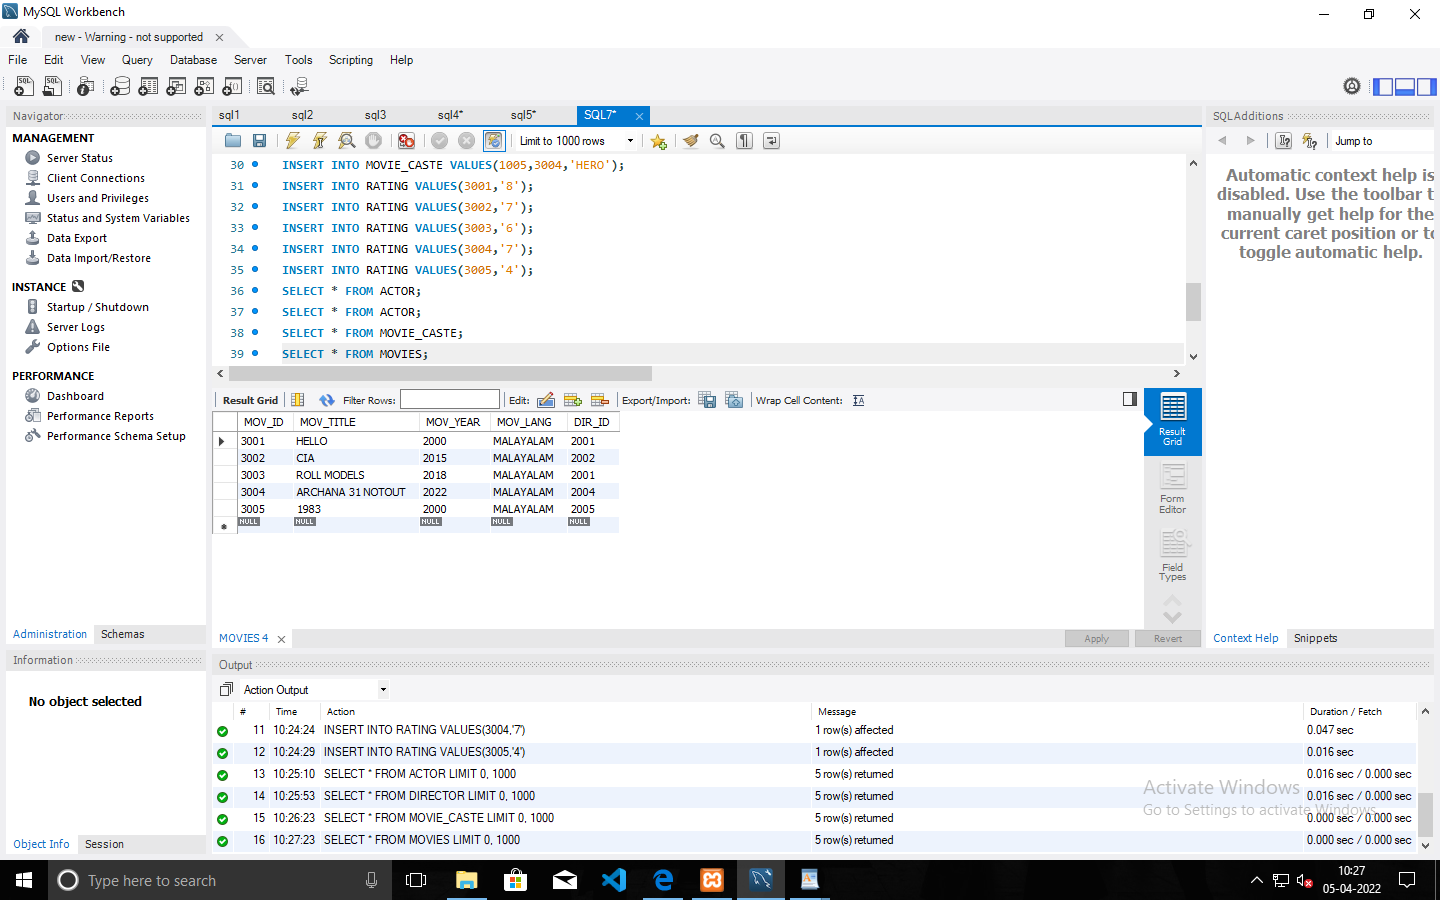 MySQL Workbench
new - Warning - not supported
File Edit View Query Database Server Tools Scripting Help
Navigator
MANAGEMENT
Server Status
Client Connections
Users and Privileges
Status and System Variables
Data Export
Data Import/Restore
INSTANCE
Startup / Shutdown
Server Logs
Options File
PERFORMANCE
Dashboard
Performance Reports
Performance Schema Setup
Administration Schemas
Information
No object selected
Object Info Session
sql1 sql2 sql3 sql4* sql5* SQL7*
Limit to 1000 rows
30 INSERT INTO MOVIE_CASTE VALUES(1005,3004,'HERO');
31 INSERT INTO RATING VALUES(3001,'8');
32 INSERT INTO RATING VALUES(3002,'7');
33 INSERT INTO RATING VALUES(3003,'6');
34 INSERT INTO RATING VALUES(3004,'7');
35 INSERT INTO RATING VALUES(3005,'4');
36 SELECT * FROM ACTOR;
37 SELECT * FROM ACTOR;
38 SELECT * FROM MOVIE_CASTE;
39 SELECT * FROM MOVIES;
Result Grid Filter Rows: Edit: Export/Import: Wrap Cell Content:
MOV_ID MOV_TITLE MOV_YEAR MOV_LANG DIR_ID
3001 HELLO 2000 MALAYALAM 2001
3002 CIA 2015 MALAYALAM 2002
3003 ROLL MODELS 2018 MALAYALAM 2001
3004 ARCHANA 31 NOTOUT 2022 MALAYALAM 2004
3005 1983 2000 MALAYALAM 2005
NULL NULL NULL NULL NULL
Result
Grid
Form
Editor
Field
Types
MOVIES 4
Apply Revert
SQLAdditions
Jump to
Automatic context help is
disabled. Use the toolbar t
manually get help for the
current caret position or to
toggle automatic help.
Context Help Snippets
Output
Action Output
# Time Action Message Duration / Fetch
11 10:24:24 INSERT INTO RATING VALUES(3004,'7') 1 row(s) affected 0.047 sec
12 10:24:29 INSERT INTO RATING VALUES(3005,'4') 1 row(s) affected 0.016 sec
13 10:25:10 SELECT * FROM ACTOR LIMIT 0, 1000 5 row(s) returned 0.016 sec / 0.000 sec
14 10:25:53 SELECT * FROM DIRECTOR LIMIT 0, 1000 5 row(s) returned 0.016 sec / 0.000 sec
15 10:26:23 SELECT * FROM MOVIE_CASTE LIMIT 0, 1000 5 row(s) returned 0.000 sec / 0.000 sec
16 10:27:23 SELECT * FROM MOVIES LIMIT 0, 1000 5 row(s) returned 0.000 sec / 0.000 sec
Activate Windows
Go to Settings to activate Windows.
Type here to search
10:27
05-04-2022